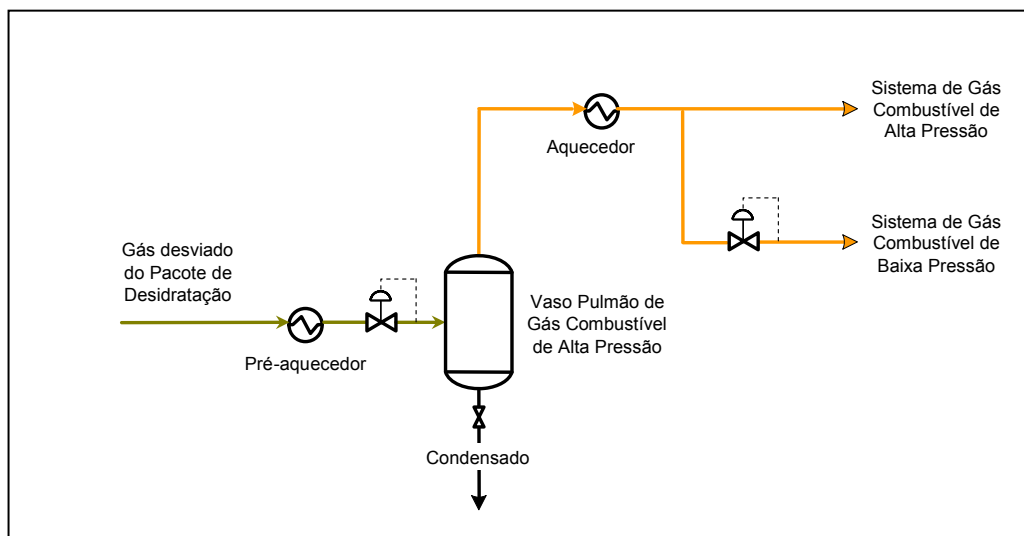 Sistema de Gás
Combustível de
Alta Pressão
Aquecedor
Sistema de Gás
Combustível de
Baixa Pressão
Gás desviado
do Pacote de
Desidratação
Vaso Pulmão de
Gás Combustível
de Alta Pressão
Pré-aquecedor
Condensado